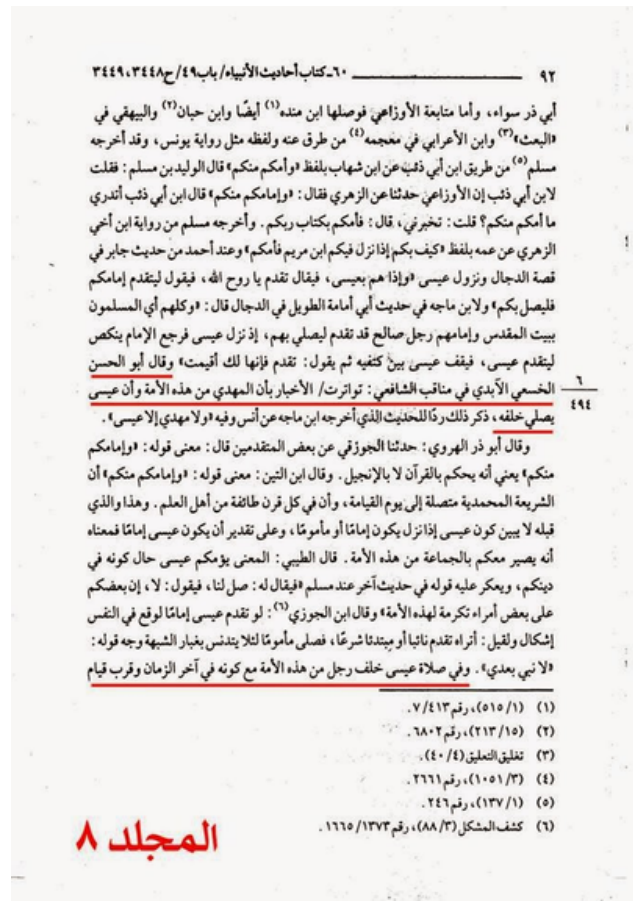 ٩٢ ــــــــــــــــ ٦٠-كتاب أحاديث الأنبياء/ باب٤٩/ ح٣٤٤٨، ٣٤٤٩
أبي ذر سواء، وأما متابعة الأوزاعي فوصلها ابن منده(١) أيضًا وابن حبان(٢) والبيهقي في
«البعث»(٣) وابن الأعرابي في معجمه(٤) من طرق عنه ولفظه مثل رواية يونس، وقد أخرجه
مسلم(٥) من طريق ابن أبي ذئب عن ابن شهاب بلفظ «وأمكم منكم» قال الوليد بن مسلم: فقلت
لابن أبي ذئب إن الأوزاعي حدثنا عن الزهري فقال: «وإمامكم منكم» قال ابن أبي ذئب أتدري
ما أمكم منكم؟ قلت: تخبرني، قال: فأمكم بكتاب ربكم. وأخرجه مسلم من رواية ابن أخي
الزهري عن عمه بلفظ «كيف بكم إذا نزل فيكم ابن مريم فأمكم» وعند أحمد من حديث جابر في
قصة الدجال ونزول عيسى «وإذا هم بعيسى، فيقال تقدم يا روح الله، فيقول ليتقدم إمامكم
فليصل بكم» ولابن ماجه في حديث أبي أمامة الطويل في الدجال قال: «وكلهم أي المسلمون
ببيت المقدس وإمامهم رجل صالح قد تقدم ليصلي بهم، إذ نزل عيسى فرجع الإمام ينكص
ليتقدم عيسى، فيقف عيسى بين كتفيه ثم يقول: تقدم فإنها لك أقيمت» وقال أبو الحسن
الخسعي الآبدي في مناقب الشافعي: تواترت/ الأخبار بأن المهدي من هذه الأمة وأن عيسى
٦
٤٩٤
يصلي خلفه، ذكر ذلك ردًا للحديث الذي أخرجه ابن ماجه عن أنس وفيه «ولا مهدي إلا عيسى».
وقال أبو ذر الهروي: حدثنا الجوزقي عن بعض المتقدمين قال: معنى قوله: «وإمامكم
منكم» يعني أنه يحكم بالقرآن لا بالإنجيل. وقال ابن التين: معنى قوله: «وإمامكم منكم» أن
الشريعة المحمدية متصلة إلى يوم القيامة، وأن في كل قرن طائفة من أهل العلم. وهذا والذي
قبله لا يبين كون عيسى إذا نزل يكون إمامًا أو مأمومًا، وعلى تقدير أن يكون عيسى إمامًا فمعناه
أنه يصير معكم بالجماعة من هذه الأمة. قال الطيبي: المعنى يؤمكم عيسى حال كونه في
دينكم، ويعكر عليه قوله في حديث آخر عند مسلم «فيقال له: صل لنا، فيقول: لا، إن بعضكم
على بعض أمراء تكرمة لهذه الأمة» وقال ابن الجوزي(٦): لو تقدم عيسى إمامًا لوقع في النفس
إشكال ولقيل: أتراه تقدم نائبا أو مبتدئا شرعًا، فصلى مأمومًا لئلا يتدنس بغبار الشبهة وجه قوله:
«لا نبي بعدي». وفي صلاة عيسى خلف رجل من هذه الأمة مع كونه في آخر الزمان وقرب قيام
(١) (١/ ٥١٥)، رقم ٤١٣/ ٧.
(٢) (١٥/ ٢١٣)، رقم ٦٨٠٢.
(٣) تغليق التعليق (٤/ ٤٠).
(٤) (٣/ ١٠٥١)، رقم ٢٦٦١.
(٥) (١/ ١٣٧)، رقم ٢٤٦.
(٦) كشف المشكل (٣/ ٨٨)، رقم ١٣٧٣/ ١٦٦٥.
المجلد ٨